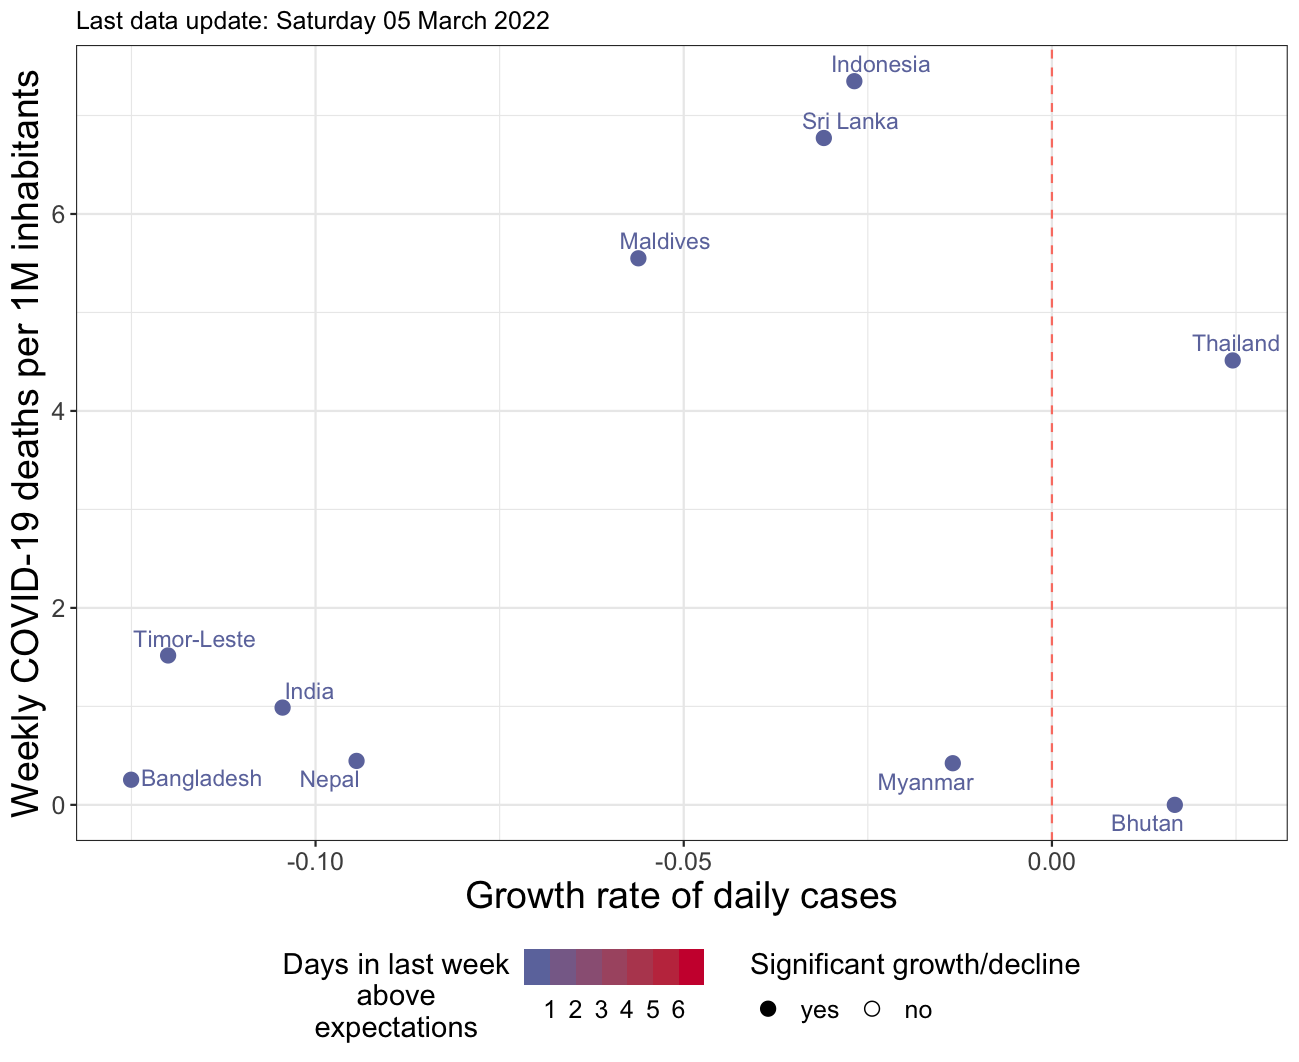 Last data update: Saturday 05 March 2022
Weekly COVID-19 deaths per 1M inhabitants
6
4
2
0
Indonesia
Sri Lanka
Maldives
Thailand
Timor-Leste
India
Bangladesh
Nepal
Myanmar
Bhutan
-0.10
-0.05
0.00
Growth rate of daily cases
Days in last week
above
expectations
1 2 3 4 5 6
Significant growth/decline
yes no